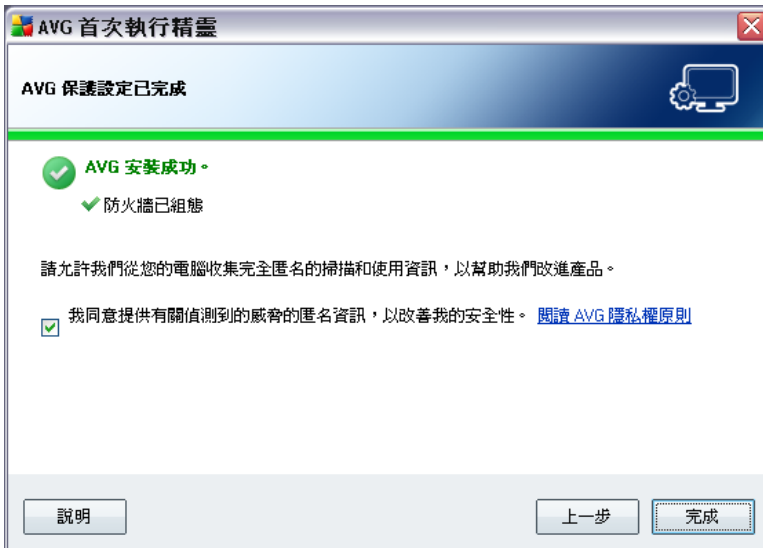 AVG 首次執行精靈
AVG 保護設定已完成
AVG 安裝成功。
防火牆已組態
請允許我們從您的電腦收集完全匿名的掃描和使用資訊，以幫助我們改進產品。
我同意提供有關偵測到的威脅的匿名資訊，以改善我的安全性。 閱讀 AVG 隱私權原則
說明 上一步 完成